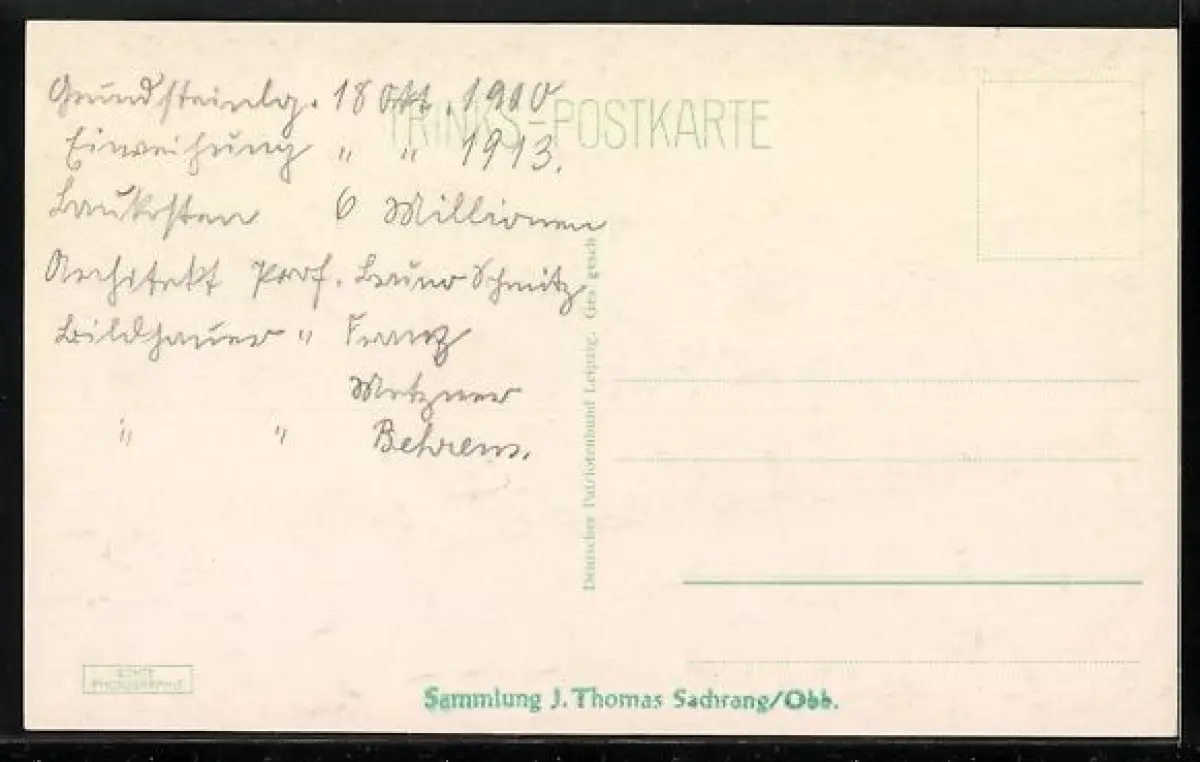 Grundsteinlg. 18 Okt. 1900
TRINKS-POSTKARTE
Einweihung " " 1913.
Baukosten 6 Millionen
Architekt Prof. Bruno Schmitz
Bildhauer " Franz
Metzner
" " Behrens.
Deutscher Patriotenbund Leipzig. Ges. gesch
ECHTE
PHOTOGRAPHIE
Sammlung J. Thomas Sachrang/Obb.